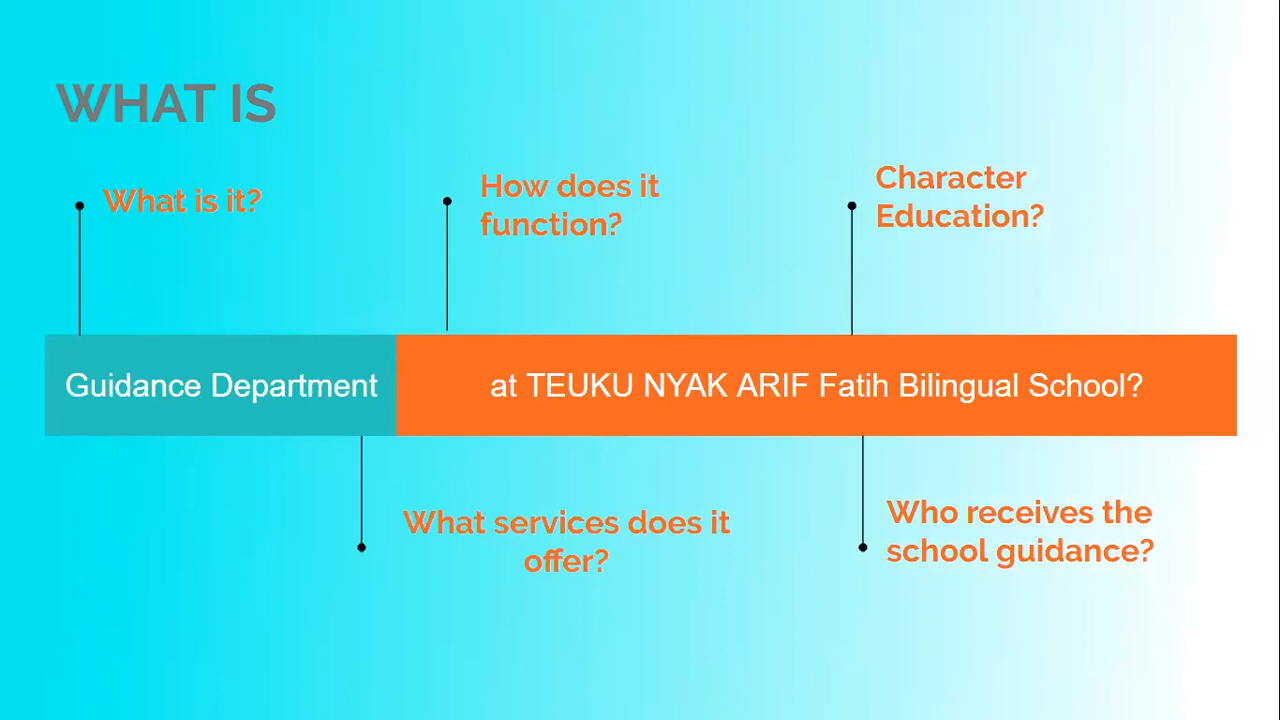 WHAT IS
What is it?
How does it
function?
Character
Education?
Guidance Department
at TEUKU NYAK ARIF Fatih Bilingual School?
What services does it
offer?
Who receives the
school guidance?